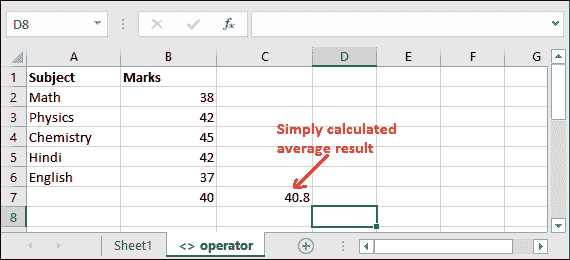 D8
fx
A B C D E F G
1 Subject Marks
2 Math 38
3 Physics 42
4 Chemistry 45
Simply calculated
average result
5 Hindi 42
6 English 37
7 40 40.8
8
Sheet1 <> operator